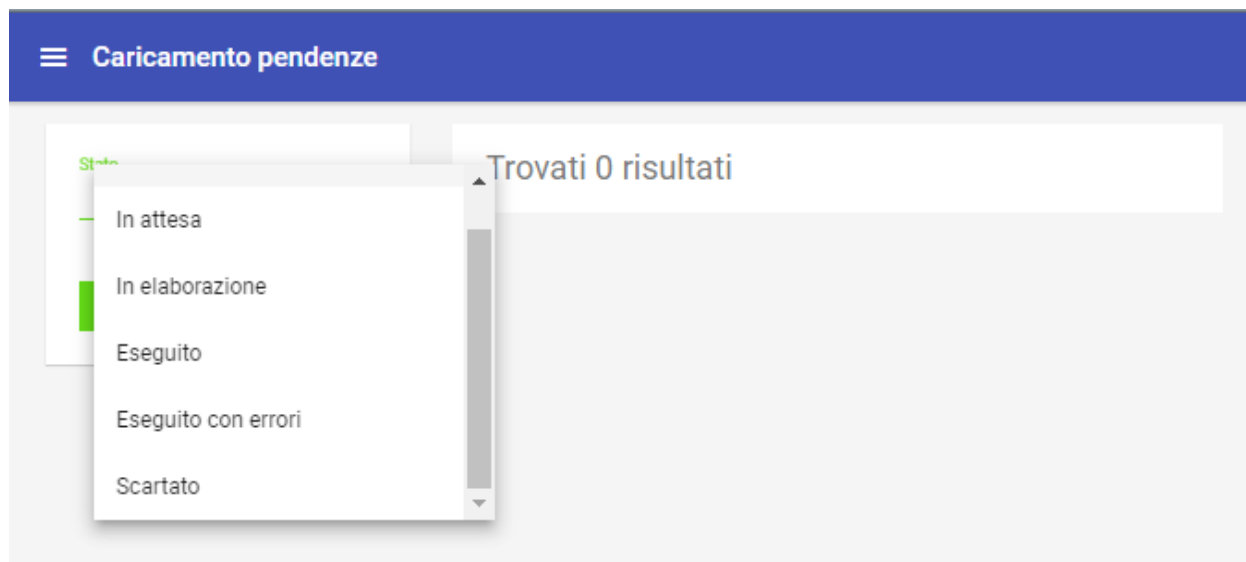 Caricamento pendenze
Stato
Trovati 0 risultati
In attesa
In elaborazione
Eseguito
Eseguito con errori
Scartato